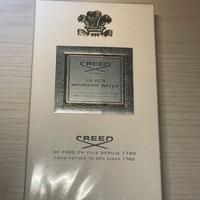 CREED
SILVER
MOUNTAIN WATER
CREED
DE PÈRE EN FILS DEPUIS 1760
FROM FATHER TO SON SINCE 1760